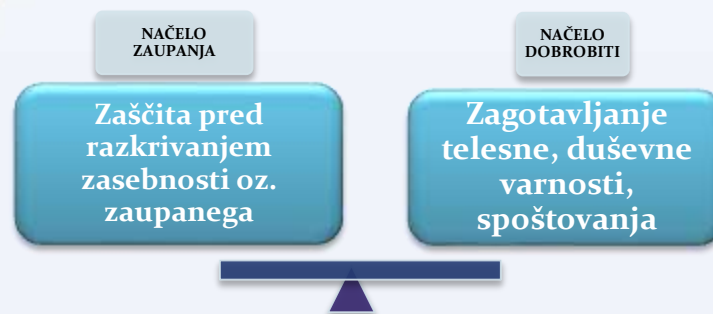 NAČELO
ZAUPANJA
Zaščita pred
razkrivanjem
zasebnosti oz.
zaupanega
NAČELO
DOBROBITI
Zagotavljanje
telesne, duševne
varnosti,
spoštovanja